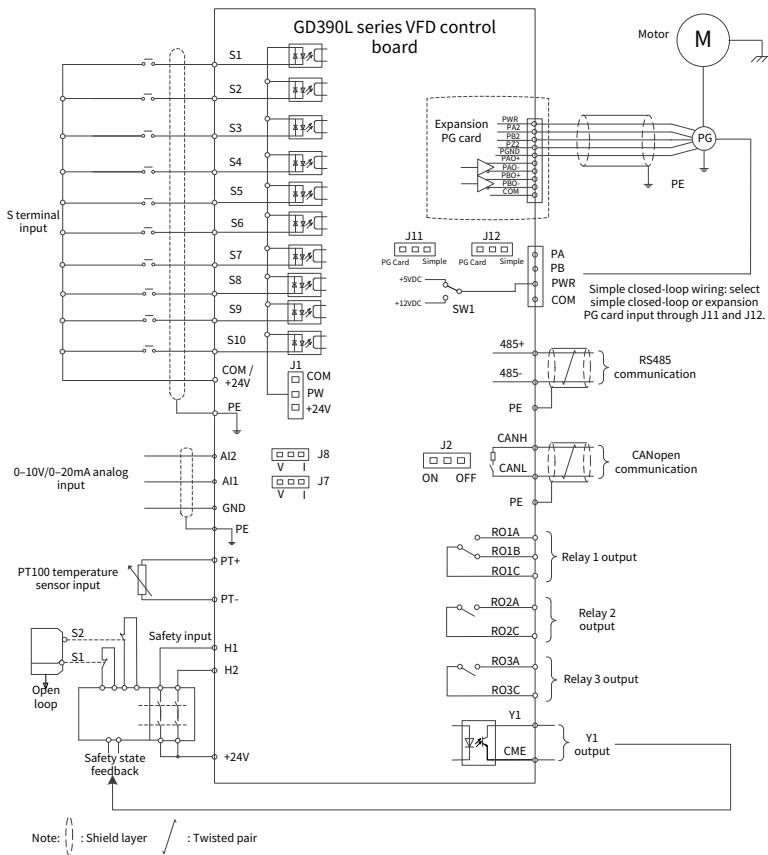 GD390L series VFD control
board
Motor
M
S1
S2
S3
S4
S5
S6
S7
S8
S9
S10
S terminal
input
COM /
+24V
PE
J1
COM
PW
+24V
Expansion
PG card
PWR
PA2
PB2
PZ2
PGND
PAO+
PAO-
PBO+
PBO-
COM
PG
PE
J11
PG Card Simple
J12
PG Card Simple
+5VDC
+12VDC
SW1
PA
PB
PWR
COM
Simple closed-loop wiring: select
simple closed-loop or expansion
PG card input through J11 and J12.
485+
485-
PE
RS485
communication
J2
ON OFF
CANH
CANL
PE
CANopen
communication
0–10V/0–20mA analog
input
AI2
AI1
GND
PE
J8
V I
J7
V I
RO1A
RO1B
RO1C
Relay 1 output
PT100 temperature
sensor input
PT+
PT-
RO2A
RO2C
Relay 2
output
RO3A
RO3C
Relay 3 output
S2
S1
Open
loop
Safety input
H1
H2
+24V
Safety state
feedback
Y1
CME
Y1
output
Note: : Shield layer : Twisted pair